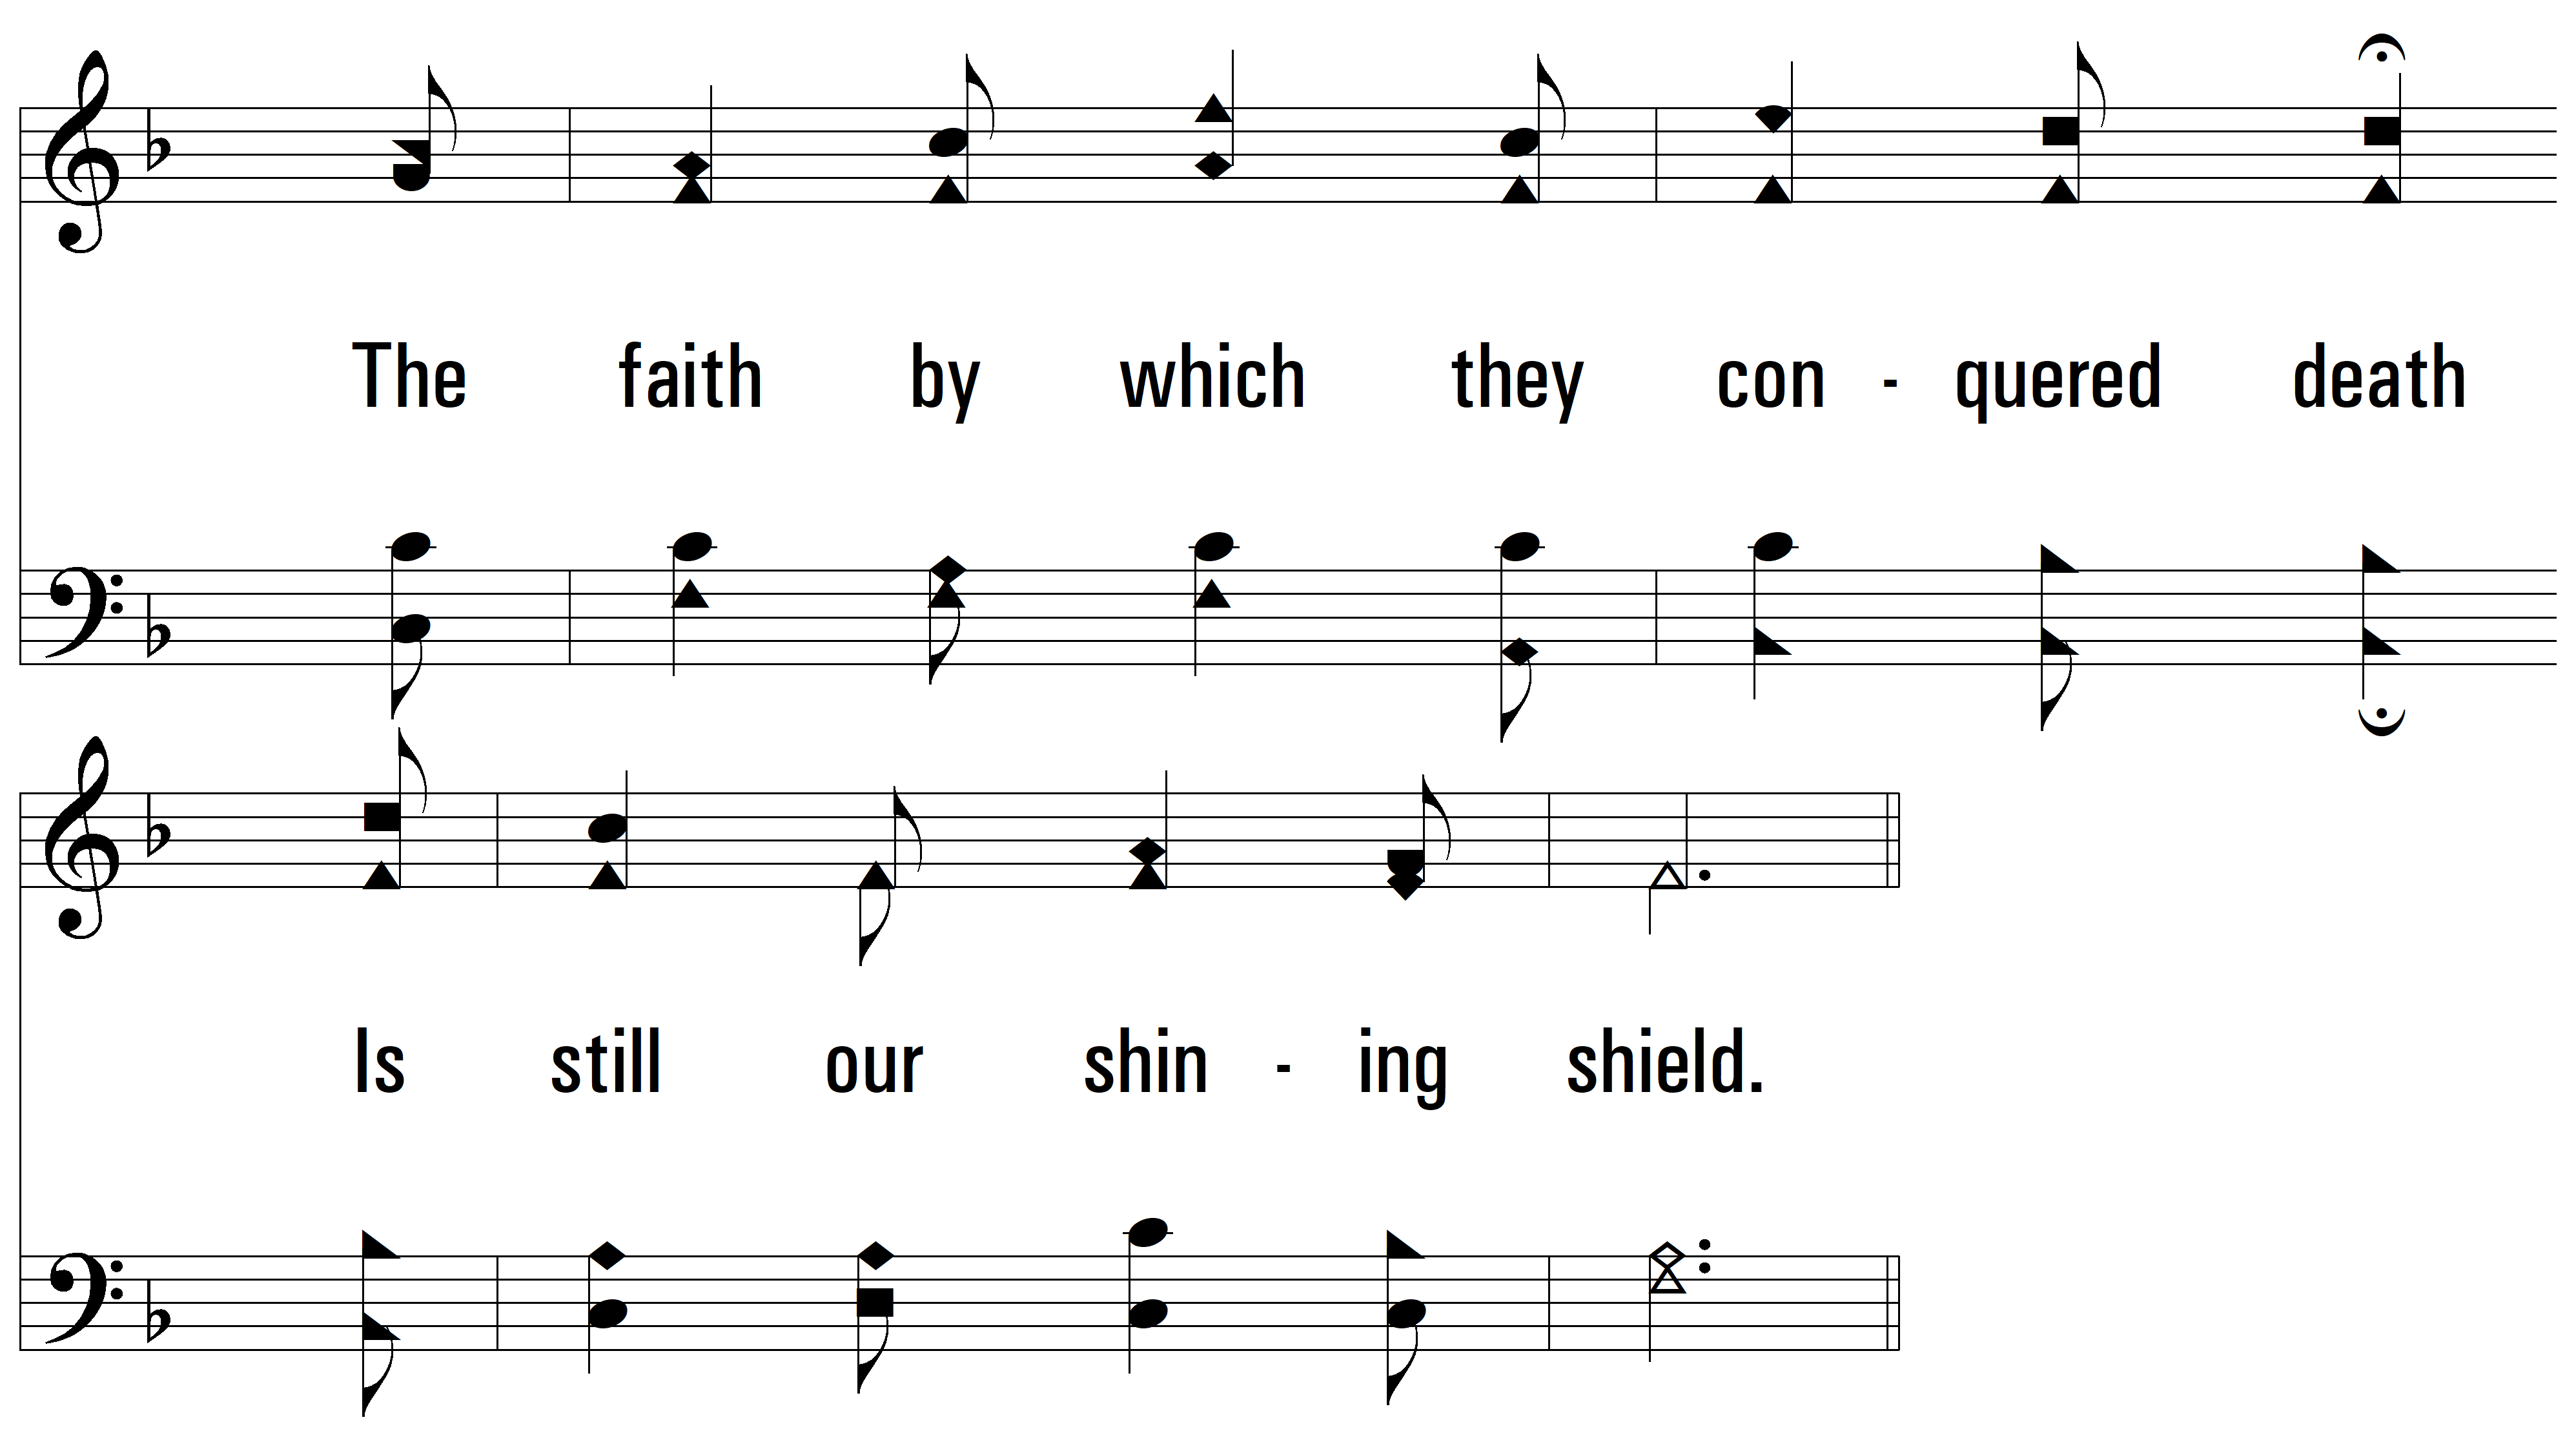 The faith by which they con - quered death
Is still our shin - ing shield.